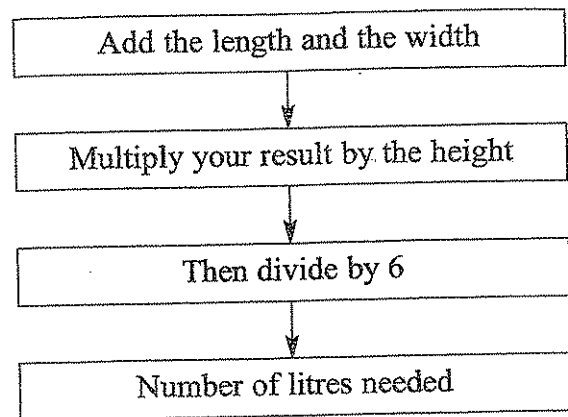 Add the length and the width
Multiply your result by the height
Then divide by 6
Number of litres needed